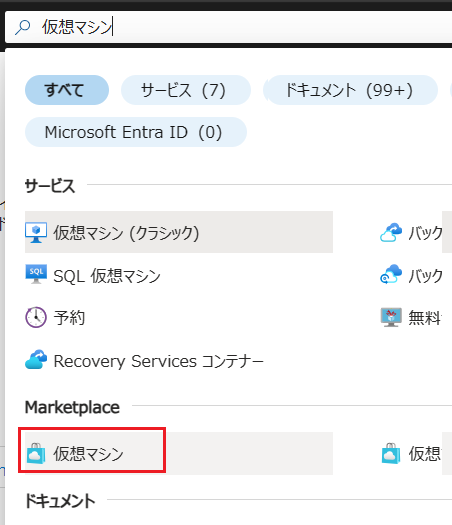 仮想マシン
すべて サービス (7) ドキュメント (99+)
Microsoft Entra ID (0)
サービス
仮想マシン (クラシック) バック
SQL 仮想マシン バック
予約 無料
Recovery Services コンテナー
Marketplace
仮想マシン 仮想
ドキュメント